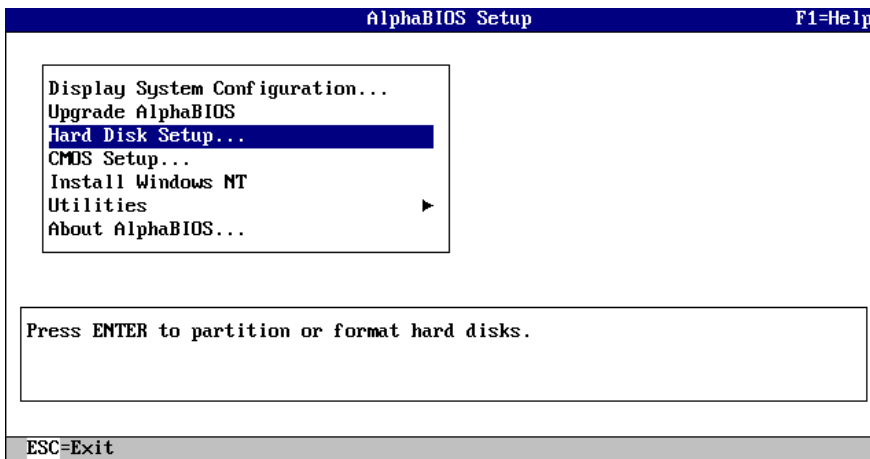 AlphaBIOS Setup F1=Help
Display System Configuration...
Upgrade AlphaBIOS
Hard Disk Setup...
CMOS Setup...
Install Windows NT
Utilities
About AlphaBIOS...
Press ENTER to partition or format hard disks.
ESC=Exit